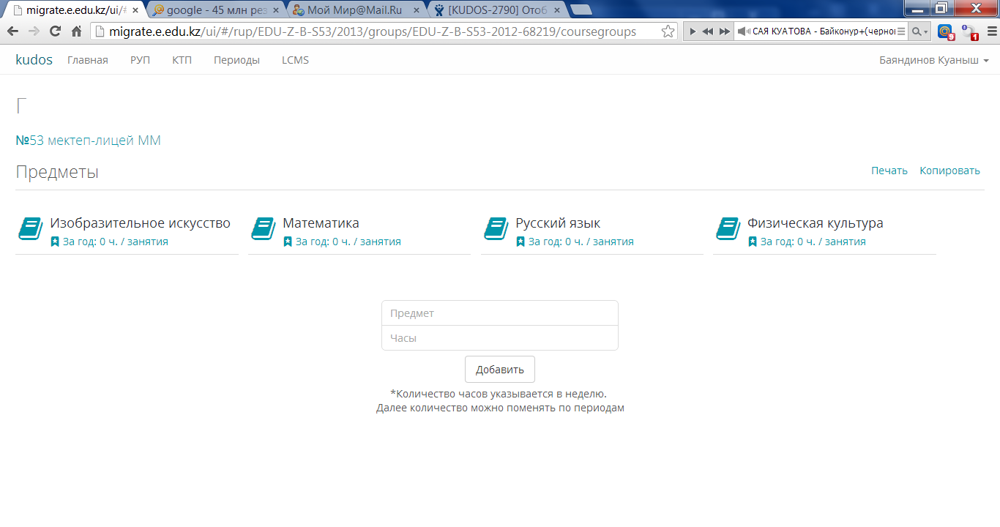 migrate.e.edu.kz/ui/#
google - 45 млн рез
Мой Мир@Mail.Ru
[KUDOS-2790] Отоб
migrate.e.edu.kz/ui/#/rup/EDU-Z-B-S53/2013/groups/EDU-Z-B-S53-2012-68219/coursegroups
САЯ КУАТОВА - Байконур+(черног
9
1
kudos Главная РУП КТП Периоды LCMS Баяндинов Куаныш
Г
№53 мектеп-лицей ММ
Предметы Печать Копировать
Изобразительное искусство
За год: 0 ч. / занятия
Математика
За год: 0 ч. / занятия
Русский язык
За год: 0 ч. / занятия
Физическая культура
За год: 0 ч. / занятия
Предмет
Часы
Добавить
*Количество часов указывается в неделю.
Далее количество можно поменять по периодам